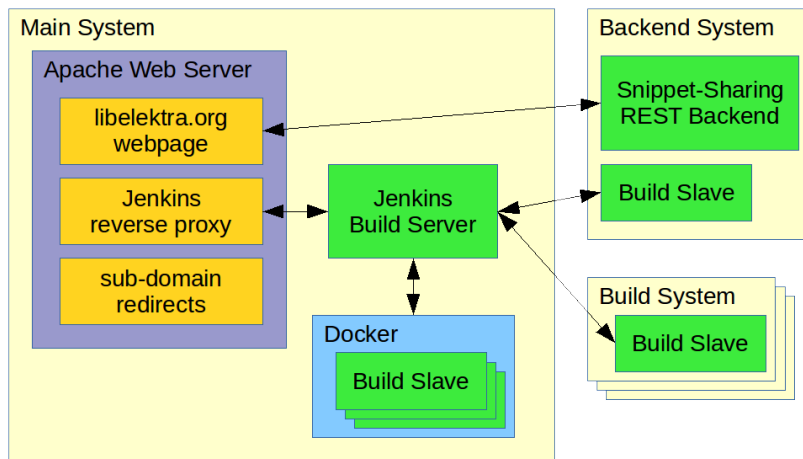 Main System
Apache Web Server
libelektra.org
webpage
Jenkins
reverse proxy
sub-domain
redirects
Jenkins
Build Server
Docker
Build Slave
Backend System
Snippet-Sharing
REST Backend
Build Slave
Build System
Build Slave